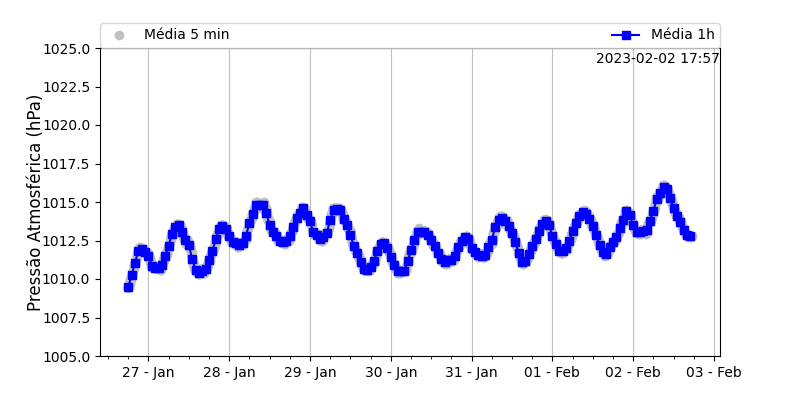 Média 5 min
Média 1h
2023-02-02 17:57
Pressão Atmosférica (hPa)
1025.0
1022.5
1020.0
1017.5
1015.0
1012.5
1010.0
1007.5
1005.0
27 - Jan
28 - Jan
29 - Jan
30 - Jan
31 - Jan
01 - Feb
02 - Feb
03 - Feb